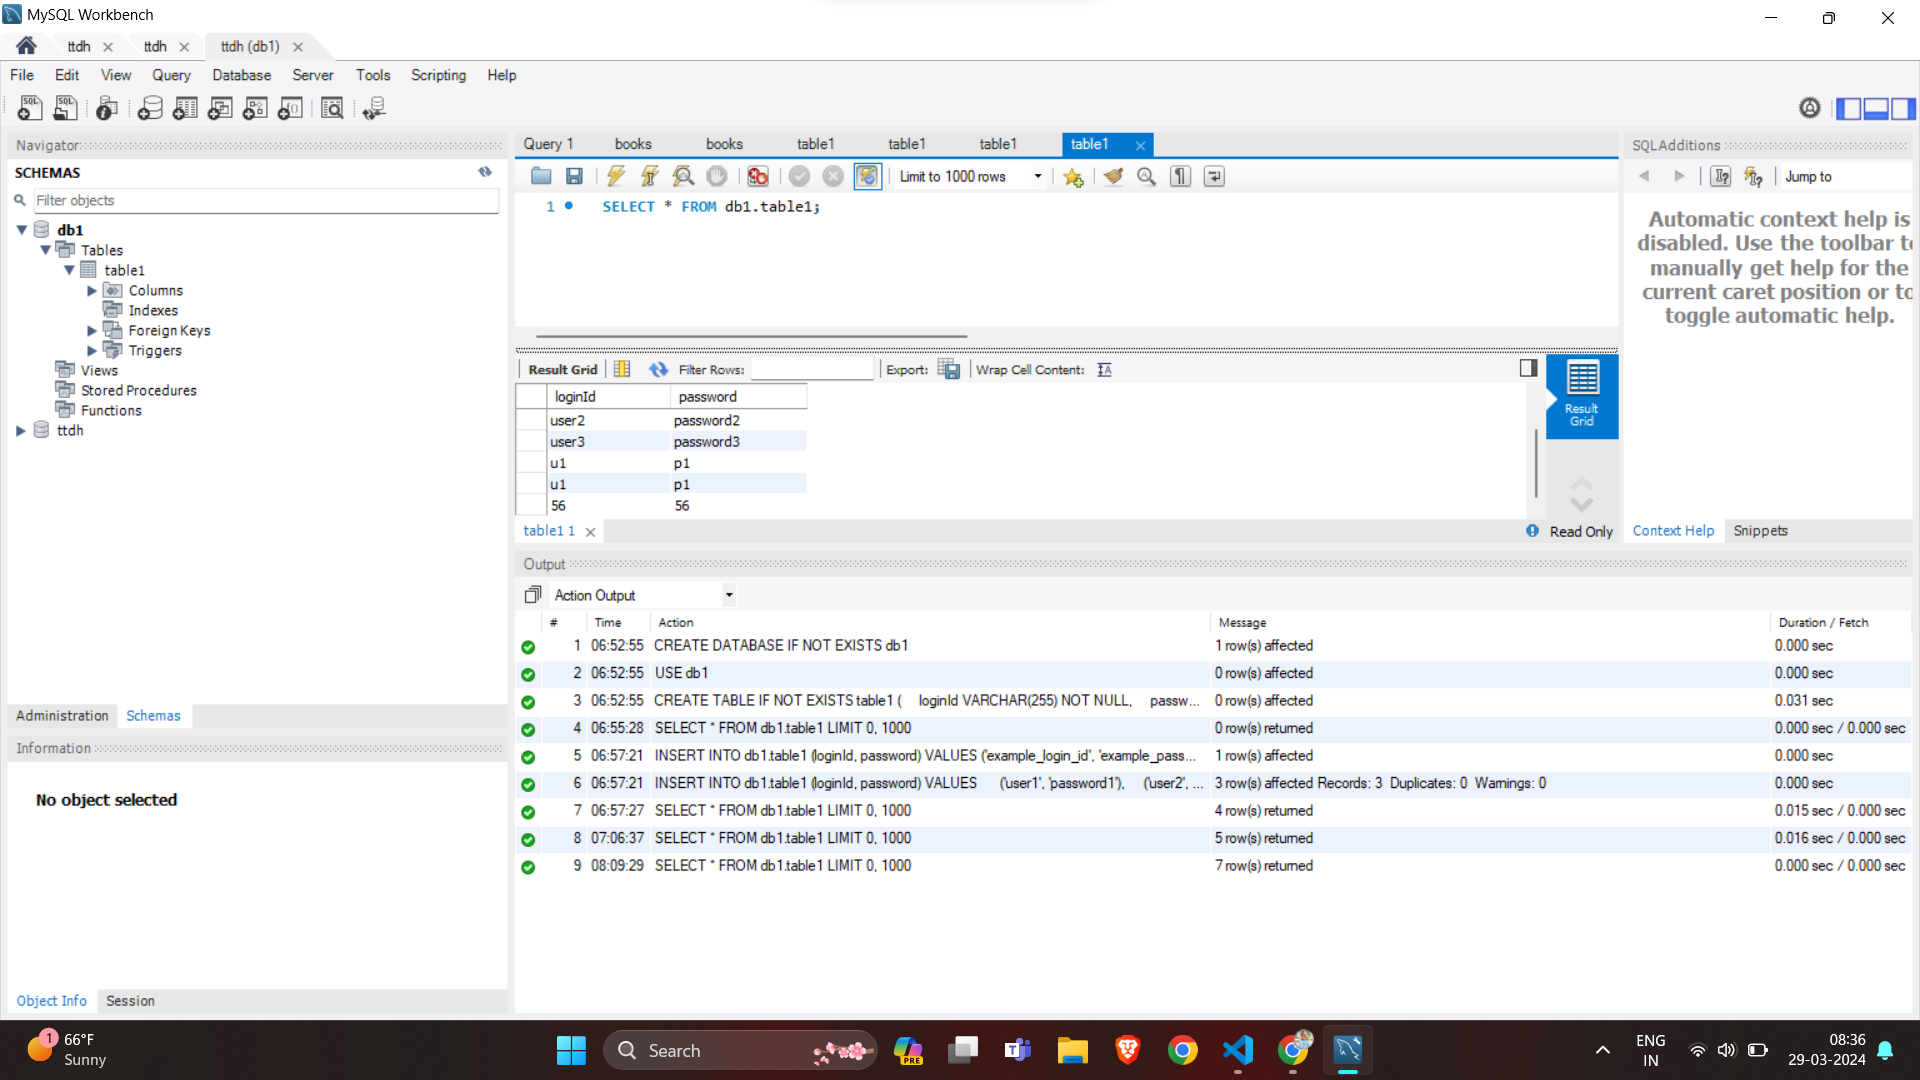 MySQL Workbench
ttdh
ttdh
ttdh (db1)
File Edit View Query Database Server Tools Scripting Help
Navigator
SCHEMAS
Filter objects
db1
Tables
table1
Columns
Indexes
Foreign Keys
Triggers
Views
Stored Procedures
Functions
ttdh
Administration Schemas
Information
No object selected
Object Info Session
Query 1 books books table1 table1 table1 table1
Limit to 1000 rows
1 SELECT * FROM db1.table1;
Result Grid Filter Rows: Export: Wrap Cell Content:
loginId password
user2 password2
user3 password3
u1 p1
u1 p1
56 56
Result
Grid
table1 1
Read Only
SQLAdditions
Jump to
Automatic context help is
disabled. Use the toolbar to
manually get help for the
current caret position or to
toggle automatic help.
Context Help Snippets
Output
Action Output
# Time Action Message Duration / Fetch
1 06:52:55 CREATE DATABASE IF NOT EXISTS db1 1 row(s) affected 0.000 sec
2 06:52:55 USE db1 0 row(s) affected 0.000 sec
3 06:52:55 CREATE TABLE IF NOT EXISTS table1 ( loginId VARCHAR(255) NOT NULL, passw... 0 row(s) affected 0.031 sec
4 06:55:28 SELECT * FROM db1.table1 LIMIT 0, 1000 0 row(s) returned 0.000 sec / 0.000 sec
5 06:57:21 INSERT INTO db1.table1 (loginId, password) VALUES ('example_login_id', 'example_pass... 1 row(s) affected 0.000 sec
6 06:57:21 INSERT INTO db1.table1 (loginId, password) VALUES ('user1', 'password1'), ('user2', ... 3 row(s) affected Records: 3 Duplicates: 0 Warnings: 0 0.000 sec
7 06:57:27 SELECT * FROM db1.table1 LIMIT 0, 1000 4 row(s) returned 0.015 sec / 0.000 sec
8 07:06:37 SELECT * FROM db1.table1 LIMIT 0, 1000 5 row(s) returned 0.016 sec / 0.000 sec
9 08:09:29 SELECT * FROM db1.table1 LIMIT 0, 1000 7 row(s) returned 0.000 sec / 0.000 sec
1
66°F
Sunny
Search
PRE
ENG
IN
08:36
29-03-2024